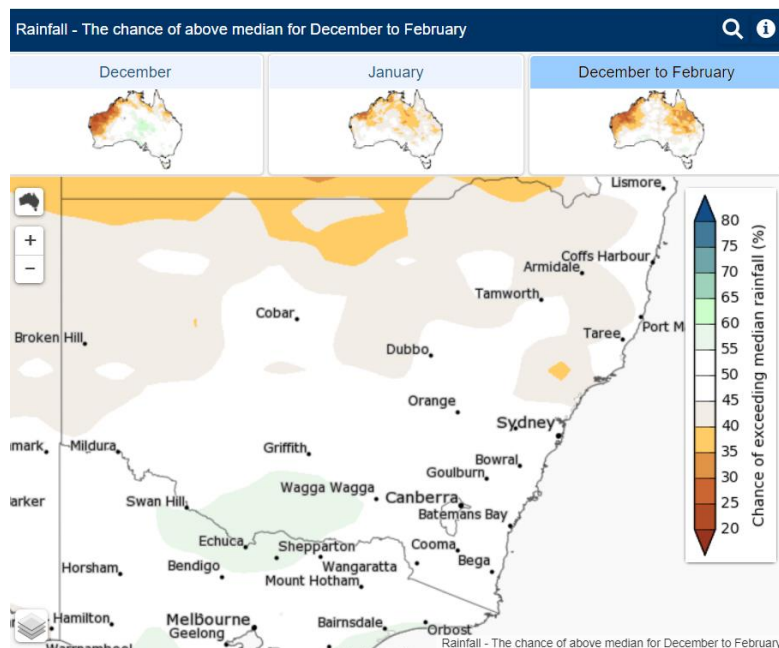 Rainfall - The chance of above median for December to February
December
January
December to February
+
−
Lismore
Coffs Harbour
Armidale
Tamworth
Cobar
Broken Hill
Port M
Taree
Dubbo
Orange
Sydney
mark
Mildura
Griffith
Bowral
Goulburn
Wagga Wagga
Canberra
arker
Swan Hill
Batemans Bay
Echuca
Shepparton
Cooma
Horsham
Bendigo
Wangaratta
Bega
Mount Hotham
Hamilton
Melbourne
Bairnsdale
Orbost
Geelong
80
75
70
65
60
55
50
45
40
35
30
25
20
Chance of exceeding median rainfall (%)
Rainfall - The chance of above median for December to February